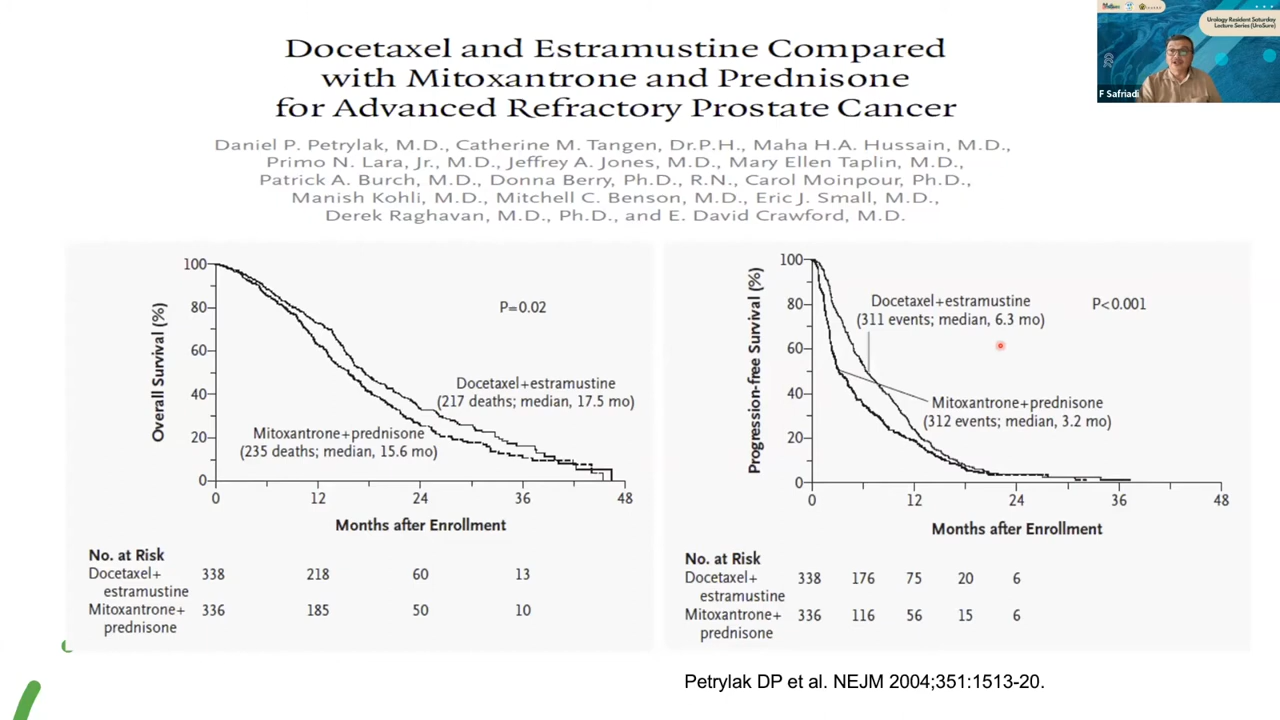 Docetaxel and Estramustine Compared
with Mitoxantrone and Prednisone
for Advanced Refractory Prostate Cancer
Daniel P. Petrylak, M.D., Catherine M. Tangen, Dr.P.H., Maha H.A. Hussain, M.D.,
Primo N. Lara, Jr., M.D., Jeffrey A. Jones, M.D., Mary Ellen Taplin, M.D.,
Patrick A. Burch, M.D., Donna Berry, Ph.D., R.N., Carol Moinpour, Ph.D.,
Manish Kohli, M.D., Mitchell C. Benson, M.D., Eric J. Small, M.D.,
Derek Raghavan, M.D., Ph.D., and E. David Crawford, M.D.
Urology Resident Saturday
Lecture Series (UroSure)
F Safriadi
Overall Survival (%)
100
80
60
40
20
0
P=0.02
Docetaxel+estramustine
(217 deaths; median, 17.5 mo)
Mitoxantrone+prednisone
(235 deaths; median, 15.6 mo)
0 12 24 36 48
Months after Enrollment
No. at Risk
Docetaxel+ 338 218 60 13
estramustine
Mitoxantrone+ 336 185 50 10
prednisone
Progression-free Survival (%)
100
80
60
40
20
0
Docetaxel+estramustine
(311 events; median, 6.3 mo)
P<0.001
Mitoxantrone+prednisone
(312 events; median, 3.2 mo)
0 12 24 36 48
Months after Enrollment
No. at Risk
Docetaxel+ 338 176 75 20 6
estramustine
Mitoxantrone+ 336 116 56 15 6
prednisone
Petrylak DP et al. NEJM 2004;351:1513-20.